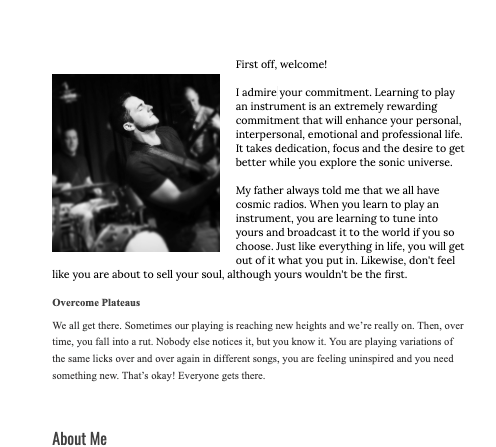 First off, welcome!
I admire your commitment. Learning to play
an instrument is an extremely rewarding
commitment that will enhance your personal,
interpersonal, emotional and professional life.
It takes dedication, focus and the desire to get
better while you explore the sonic universe.
My father always told me that we all have
cosmic radios. When you learn to play an
instrument, you are learning to tune into
yours and broadcast it to the world if you so
choose. Just like everything in life, you will get
out of it what you put in. Likewise, don't feel
like you are about to sell your soul, although yours wouldn't be the first.
Overcome Plateaus
We all get there. Sometimes our playing is reaching new heights and we're really on. Then, over
time, you fall into a rut. Nobody else notices it, but you know it. You are playing variations of
the same licks over and over again in different songs, you are feeling uninspired and you need
something new. That's okay! Everyone gets there.
About Me